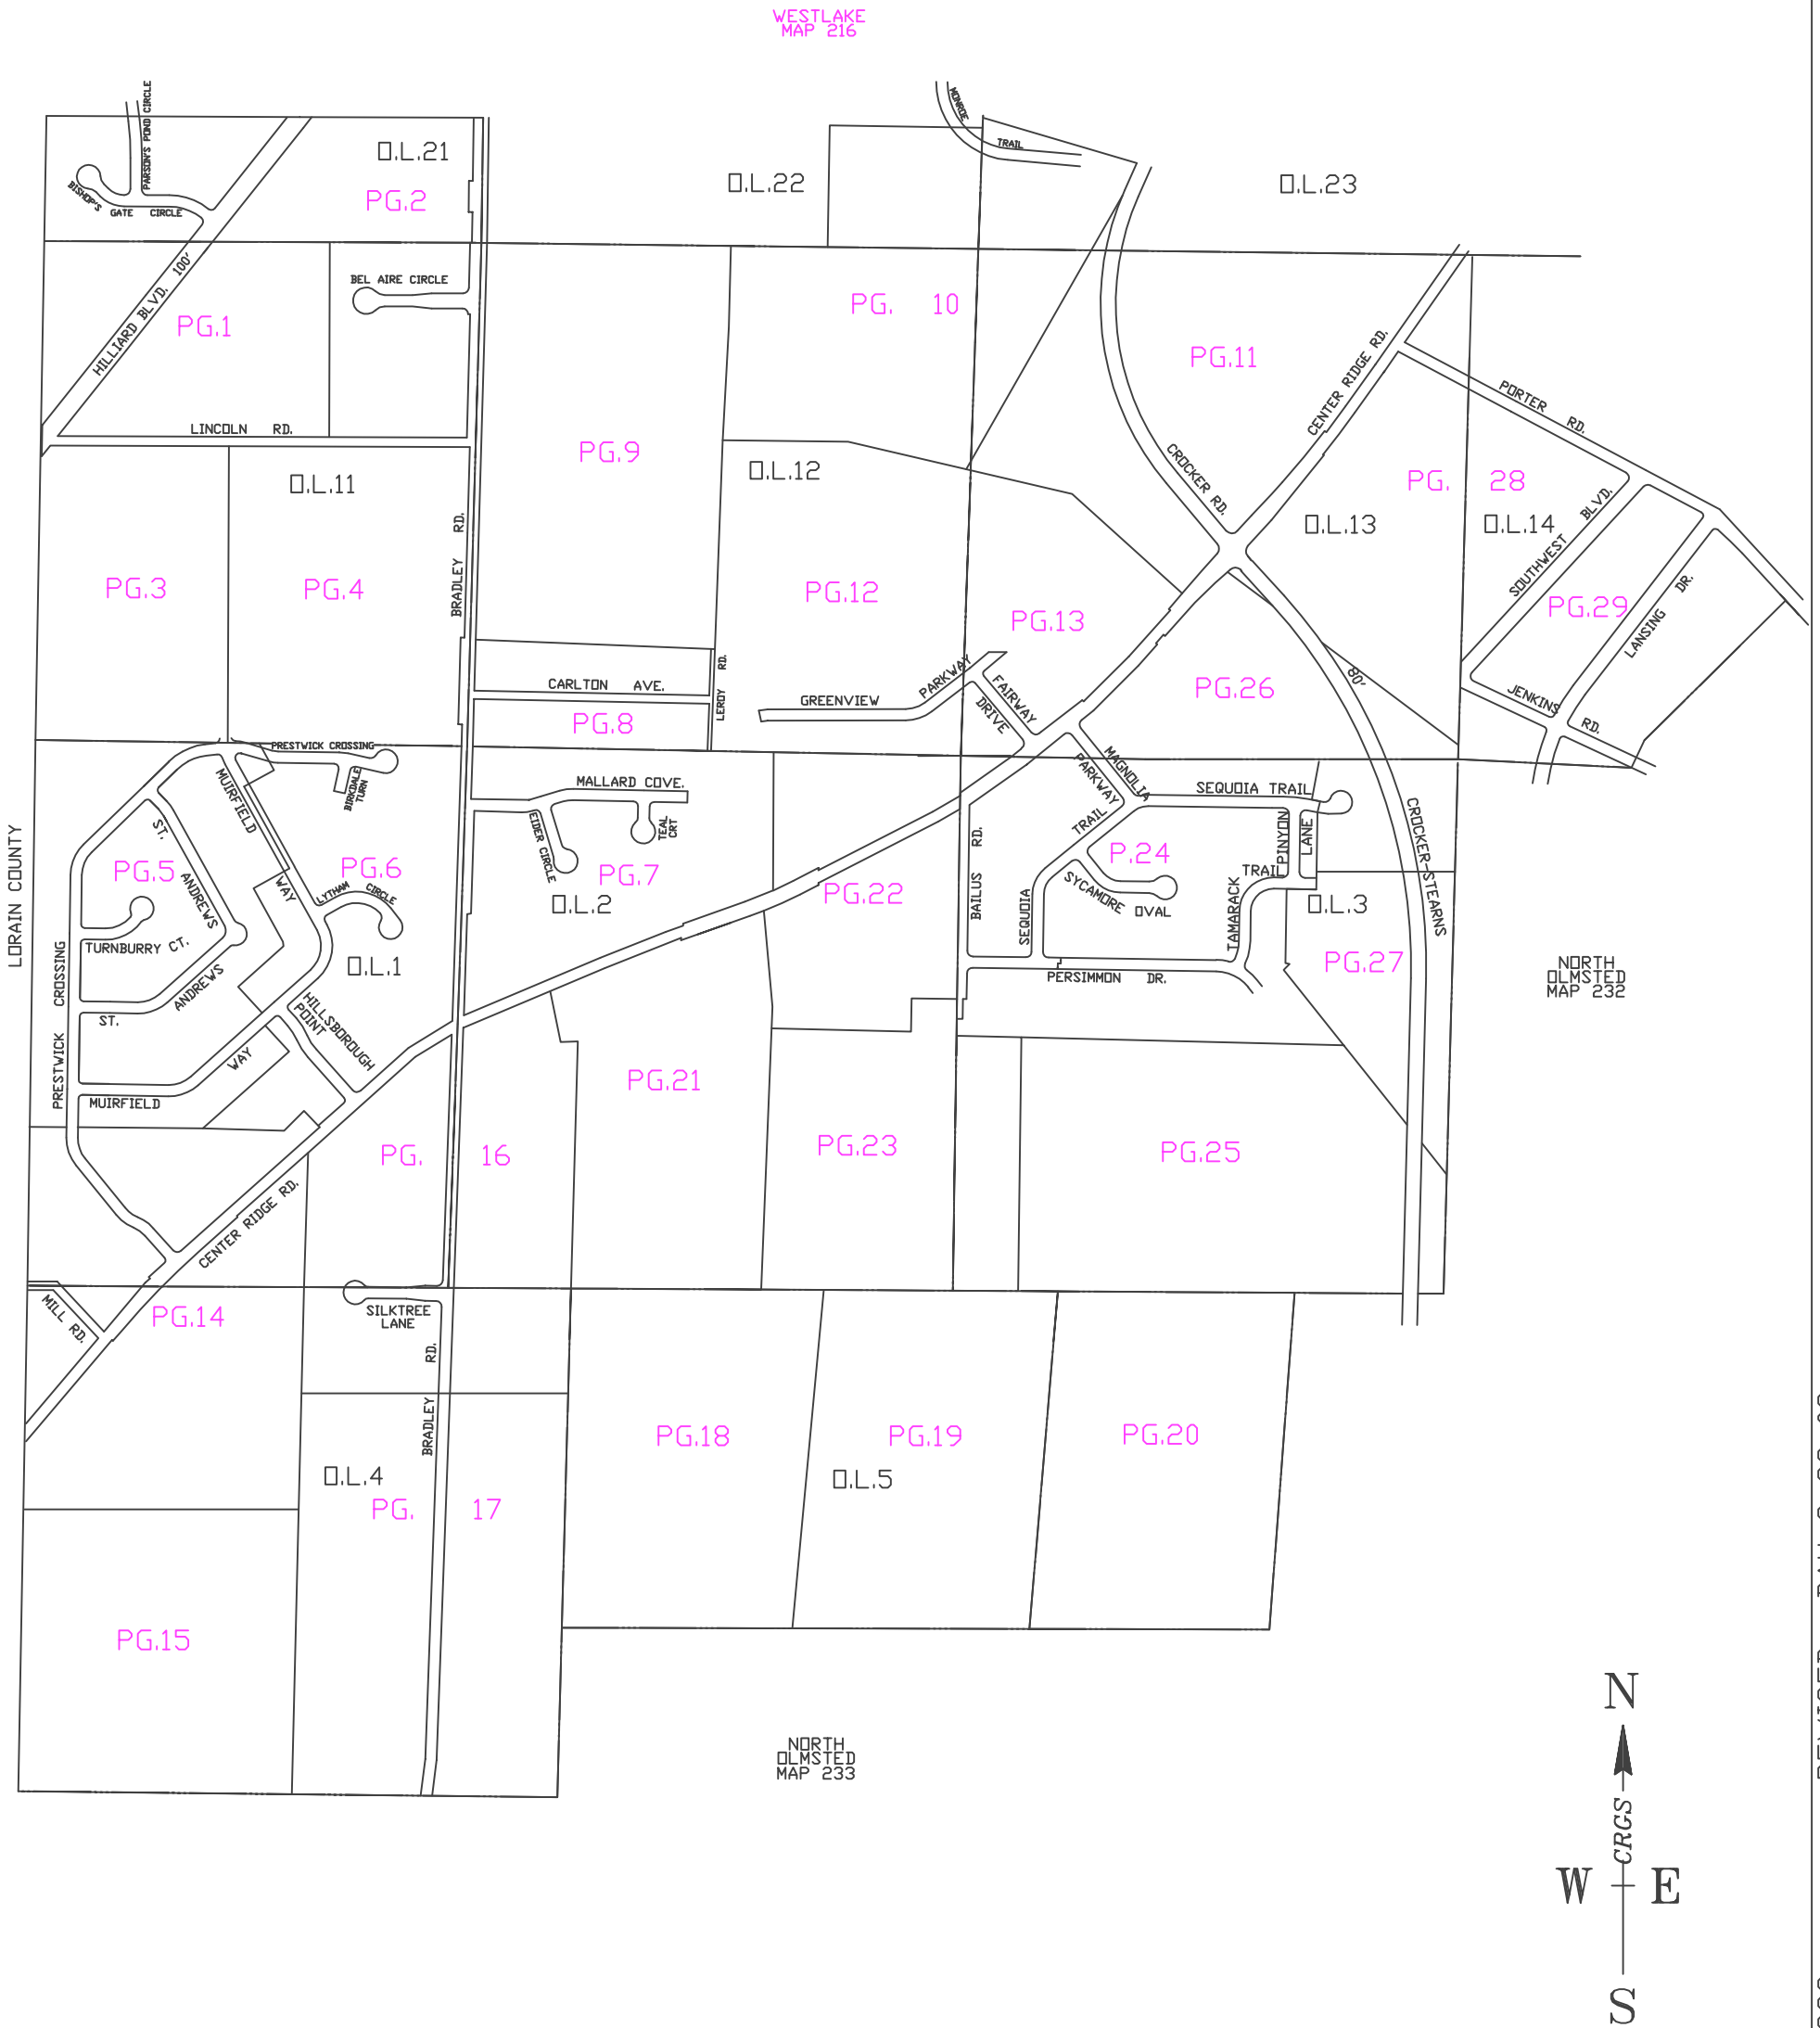 WESTLAKE
MAP 216
MONROE
TRAIL
PARSON'S POND CIRCLE
BISHOP'S
GATE CIRCLE
O.L.21
PG.2
O.L.22
O.L.23
HILLIARD BLVD. 100'
PG.1
BEL AIRE CIRCLE
PG. 10
PG.11
CENTER RIDGE RD.
PORTER RD.
LINCOLN RD.
O.L.11
PG.9
O.L.12
CROCKER RD.
PG. 28
O.L.13
O.L.14
SOUTHWEST BLVD.
BRADLEY RD.
PG.3
PG.4
PG.12
PG.13
PG.29
LANSING DR.
CARLTON AVE.
LEROY RD.
PG.8
GREENVIEW PARKWAY
FAIRWAY
DRIVE
PG.26
80'
JENKINS RD.
PRESTWICK CROSSING
BIRKDALE
TURN
MUIRFIELD
WAY
MALLARD COVE.
EIDER CIRCLE
TEAL
CRT
MAGNOLIA
PARKWAY
SEQUOIA TRAIL
TRAIL
SEQUOIA
PINYON
LANE
CROCKER-STEARNS
LORAIN COUNTY
ST.
ANDREWS
PG.5
PG.6
LYTHAM CIRCLE
PG.7
O.L.2
PG.22
BAILUS RD.
P.24
SYCAMORE OVAL
TAMARACK
TRAIL
O.L.3
PG.27
TURNBURRY CT.
PRESTWICK CROSSING
ST.
ANDREWS
O.L.1
HILLSBOROUGH
POINT
PERSIMMON DR.
NORTH
OLMSTED
MAP 232
WAY
MUIRFIELD
PG.21
PG. 16
PG.23
PG.25
CENTER RIDGE RD.
MILL RD.
PG.14
SILKTREE
LANE
BRADLEY RD.
PG.18
PG.19
PG.20
O.L.4
O.L.5
PG. 17
PG.15
NORTH
OLMSTED
MAP 233
N
CRGS
W E
S